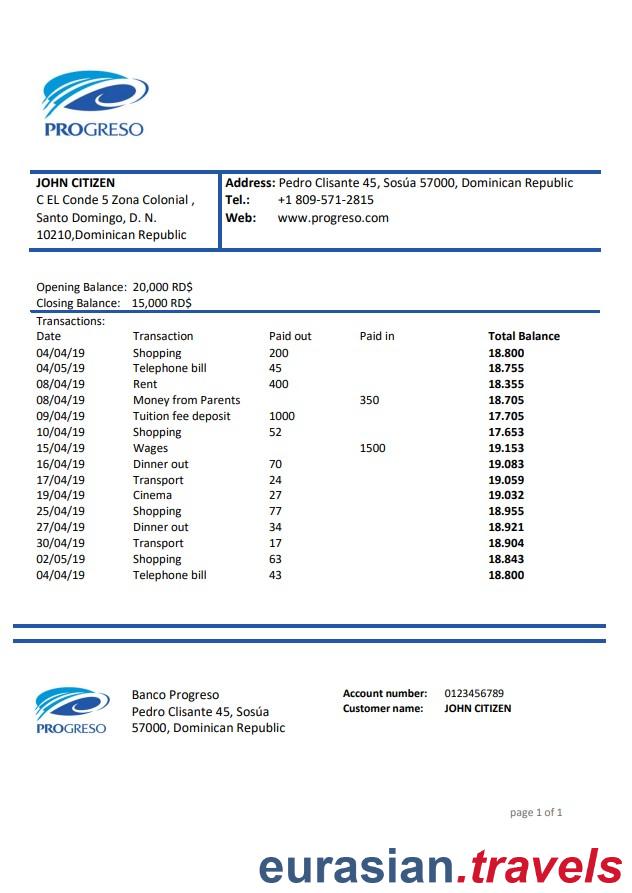 PROGRESO
JOHN CITIZEN
C EL Conde 5 Zona Colonial ,
Santo Domingo, D. N.
10210,Dominican Republic
Address: Pedro Clisante 45, Sosúa 57000, Dominican Republic
Tel.: +1 809-571-2815
Web: www.progreso.com
Opening Balance: 20,000 RD$
Closing Balance: 15,000 RD$
Transactions:
Date Transaction Paid out Paid in Total Balance
04/04/19 Shopping 200 18.800
04/05/19 Telephone bill 45 18.755
08/04/19 Rent 400 18.355
08/04/19 Money from Parents 350 18.705
09/04/19 Tuition fee deposit 1000 17.705
10/04/19 Shopping 52 17.653
15/04/19 Wages 1500 19.153
16/04/19 Dinner out 70 19.083
17/04/19 Transport 24 19.059
19/04/19 Cinema 27 19.032
25/04/19 Shopping 77 18.955
27/04/19 Dinner out 34 18.921
30/04/19 Transport 17 18.904
02/05/19 Shopping 63 18.843
04/04/19 Telephone bill 43 18.800
PROGRESO
Banco Progreso
Pedro Clisante 45, Sosúa
57000, Dominican Republic
Account number: 0123456789
Customer name: JOHN CITIZEN
page 1 of 1
eurasian.travels